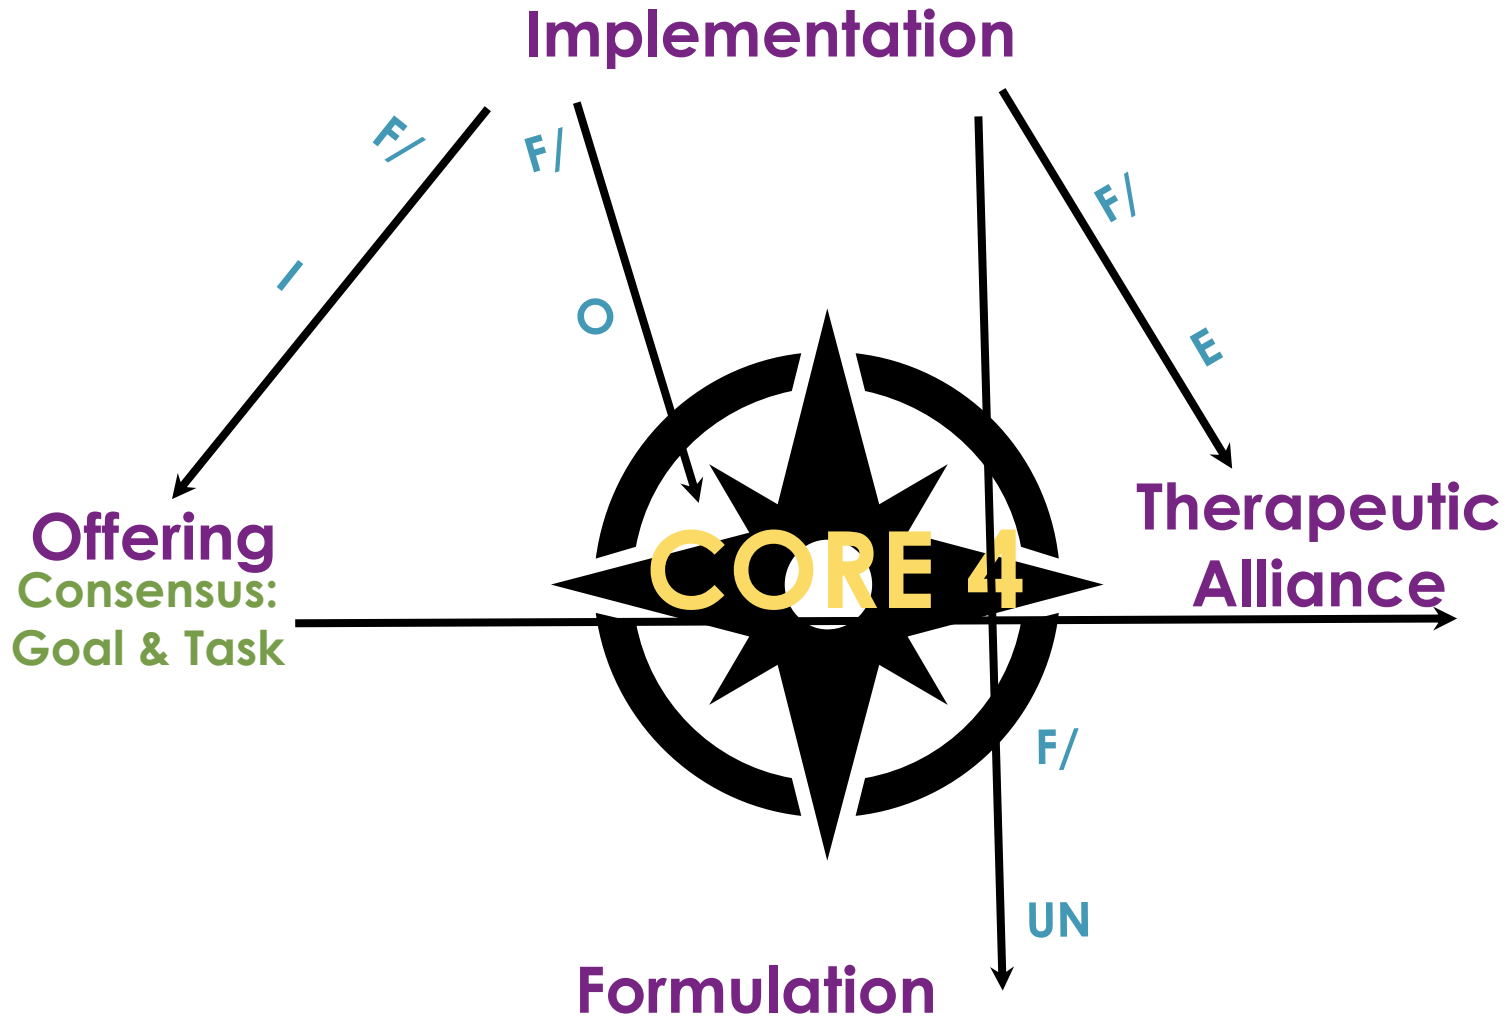 Implementation
F/
F/
F/
I
O
E
CORE 4
Offering
Consensus:
Goal & Task
Therapeutic
Alliance
F/
UN
Formulation